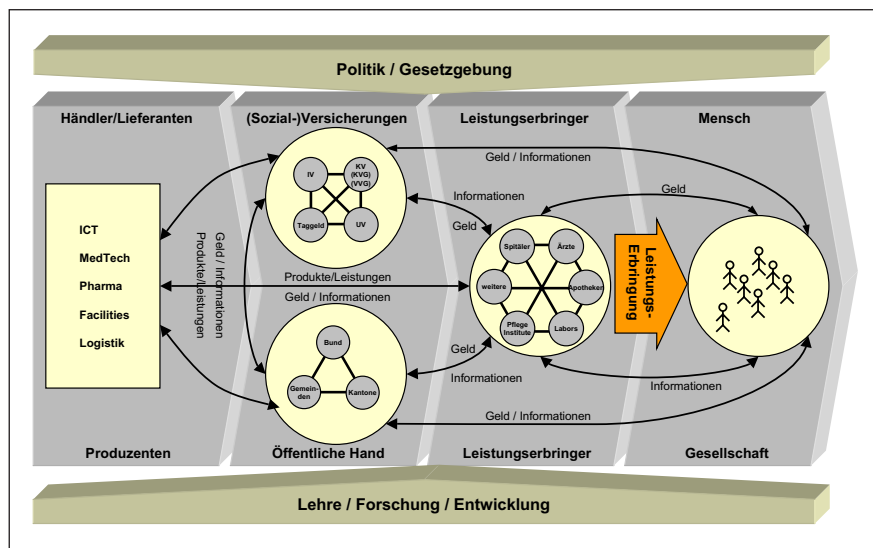 Politik / Gesetzgebung
Händler/Lieferanten
(Sozial-)Versicherungen
Leistungserbringer
Mensch
ICT
MedTech
Pharma
Facilities
Logistik
Geld / Informationen
Produkte/Leistungen
IV
KV
(KVG)
(VVG)
Taggeld
UV
Geld / Informationen
Informationen
Geld
Geld
Produkte/Leistungen
Geld / Informationen
Spitäler
Ärzte
weitere
Apotheken
Pflege
Institute
Labors
Leistungs-
Erbringung
Bund
Gemein-
den
Kantone
Geld
Informationen
Informationen
Geld / Informationen
Produzenten
Öffentliche Hand
Leistungserbringer
Gesellschaft
Lehre / Forschung / Entwicklung